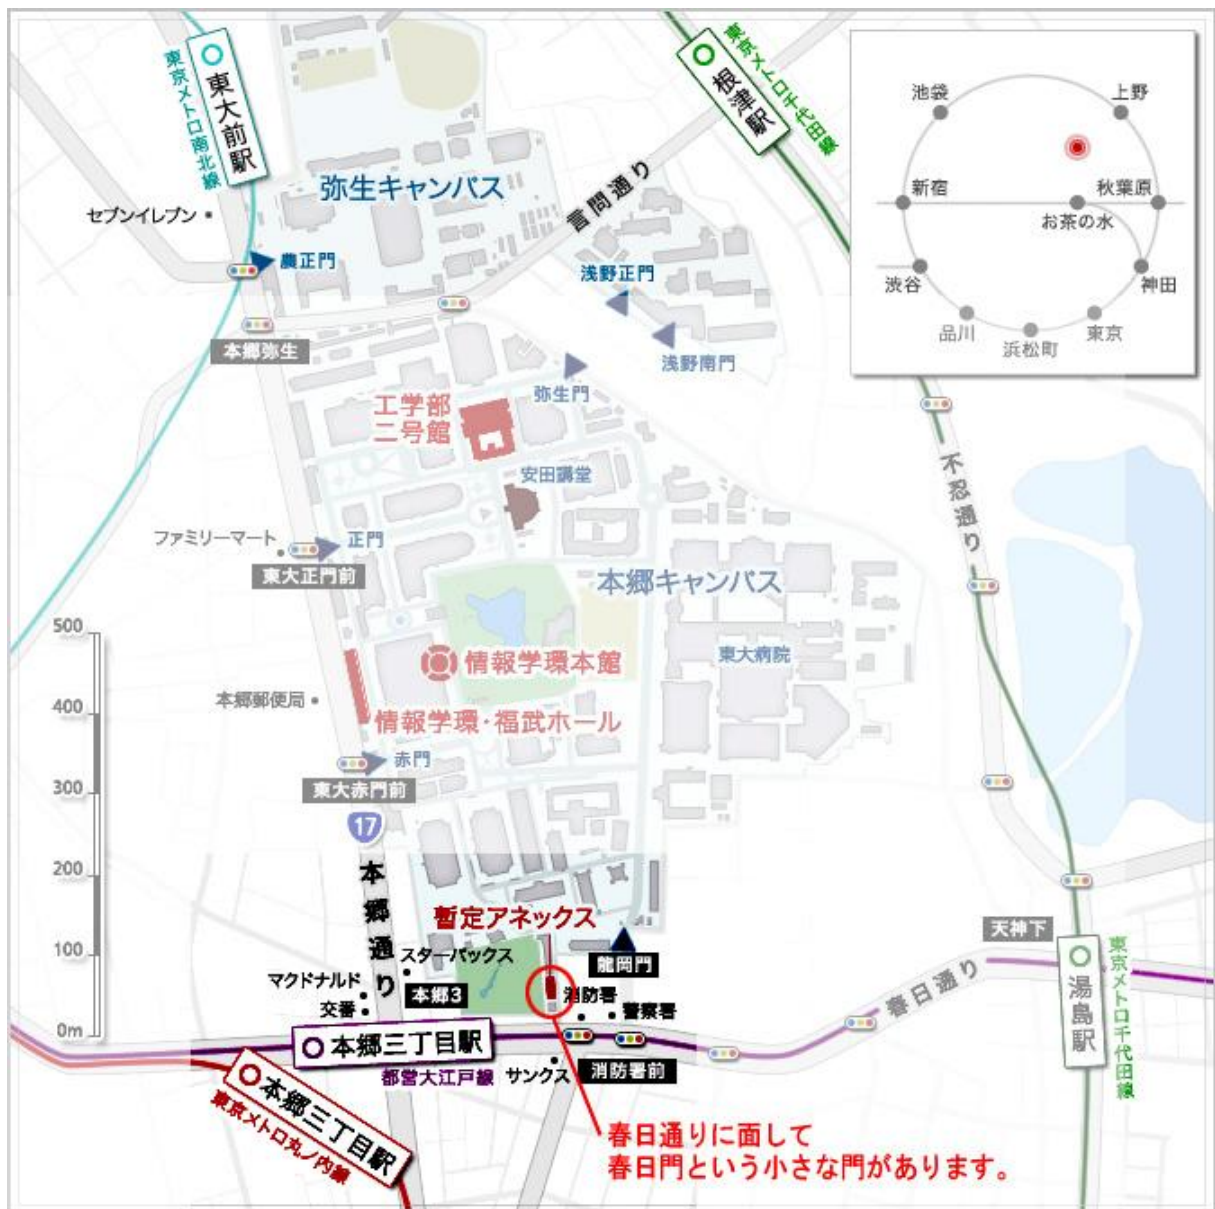 東大前駅
東京メトロ南北線
根津駅
東京メトロ千代田線
池袋
上野
新宿
秋葉原
お茶の水
渋谷
神田
品川
浜松町
東京
弥生キャンパス
言問通り
セブンイレブン
農正門
浅野正門
本郷弥生
浅野南門
弥生門
工学部
二号館
安田講堂
不忍通り
ファミリーマート
正門
東大正門前
本郷キャンパス
500
400
300
200
100
0m
情報学環本館
東大病院
本郷郵便局
情報学環・福武ホール
赤門
東大赤門前
17
本郷通り
暫定アネックス
天神下
スターバックス
龍岡門
マクドナルド
本郷3
消防署
交番
警察署
春日通り
湯島駅
東京メトロ千代田線
本郷三丁目駅
都営大江戸線
サンクス
消防署前
本郷三丁目駅
東京メトロ丸ノ内線
春日通りに面して
春日門という小さな門があります。